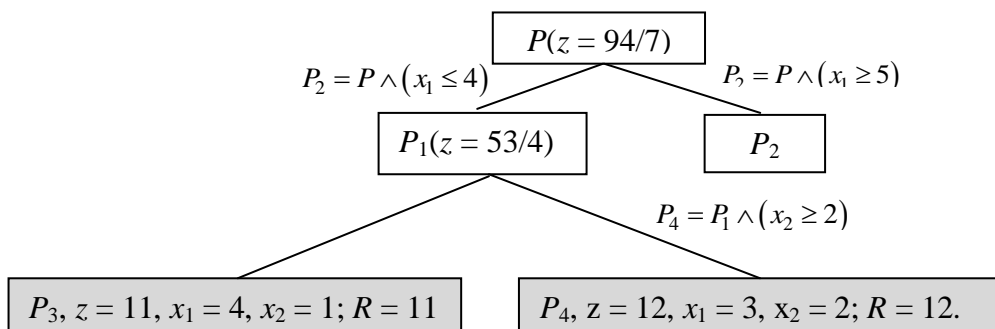 P(z = 94/7)
P₂ = P ∧ (x₁ ≤ 4)
P₂ = P ∧ (x₁ ≥ 5)
P₁(z = 53/4)
P₂
P₄ = P₁ ∧ (x₂ ≥ 2)
P₃, z = 11, x₁ = 4, x₂ = 1; R = 11
P₄, z = 12, x₁ = 3, x₂ = 2; R = 12.